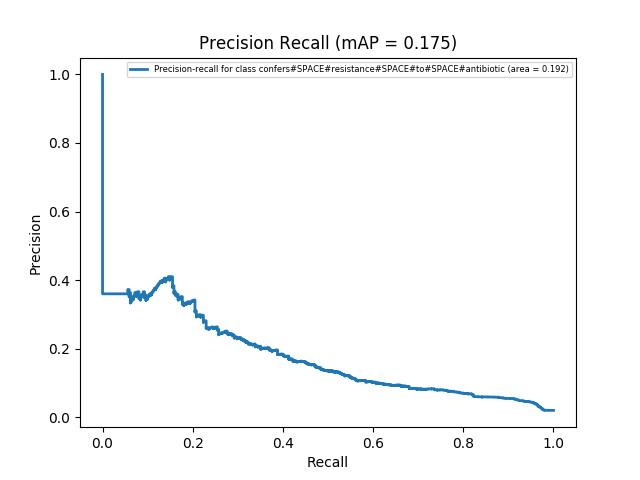 Precision Recall (mAP = 0.175)
Precision-recall for class confers#SPACE#resistance#SPACE#to#SPACE#antibiotic (area = 0.192)
1.0
0.8
0.6
0.4
0.2
0.0
Precision
0.0 0.2 0.4 0.6 0.8 1.0
Recall